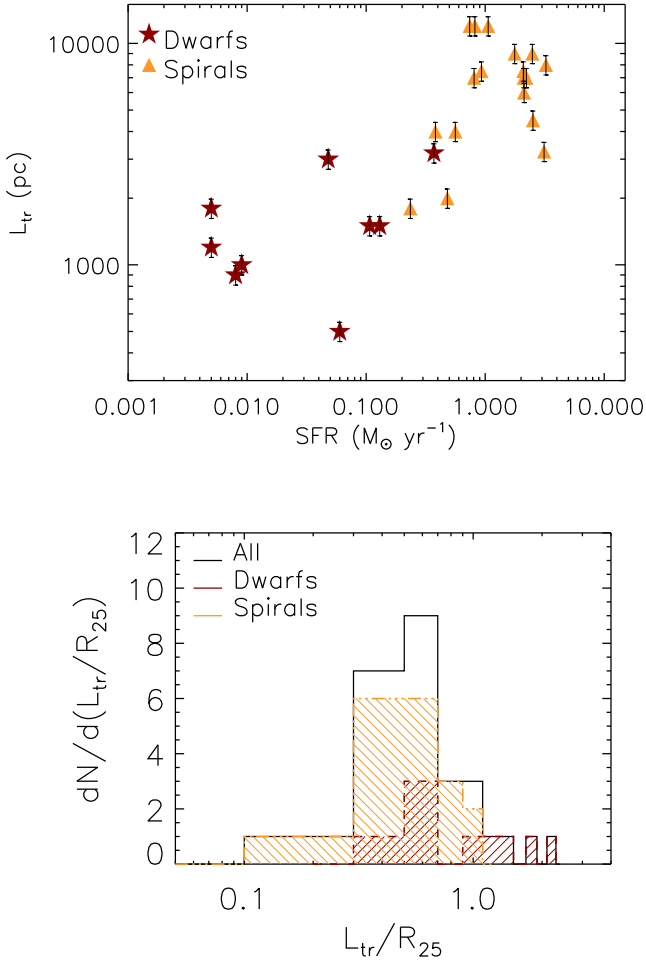 10000
Dwarfs
Spirals
L_tr (pc)
1000
0.001 0.010 0.100 1.000 10.000
SFR (M_⊙ yr⁻¹)
12
All
Dwarfs
10
Spirals
8
dN/d(L_tr/R_25)
6
4
2
0
0.1 1.0
L_tr/R_25